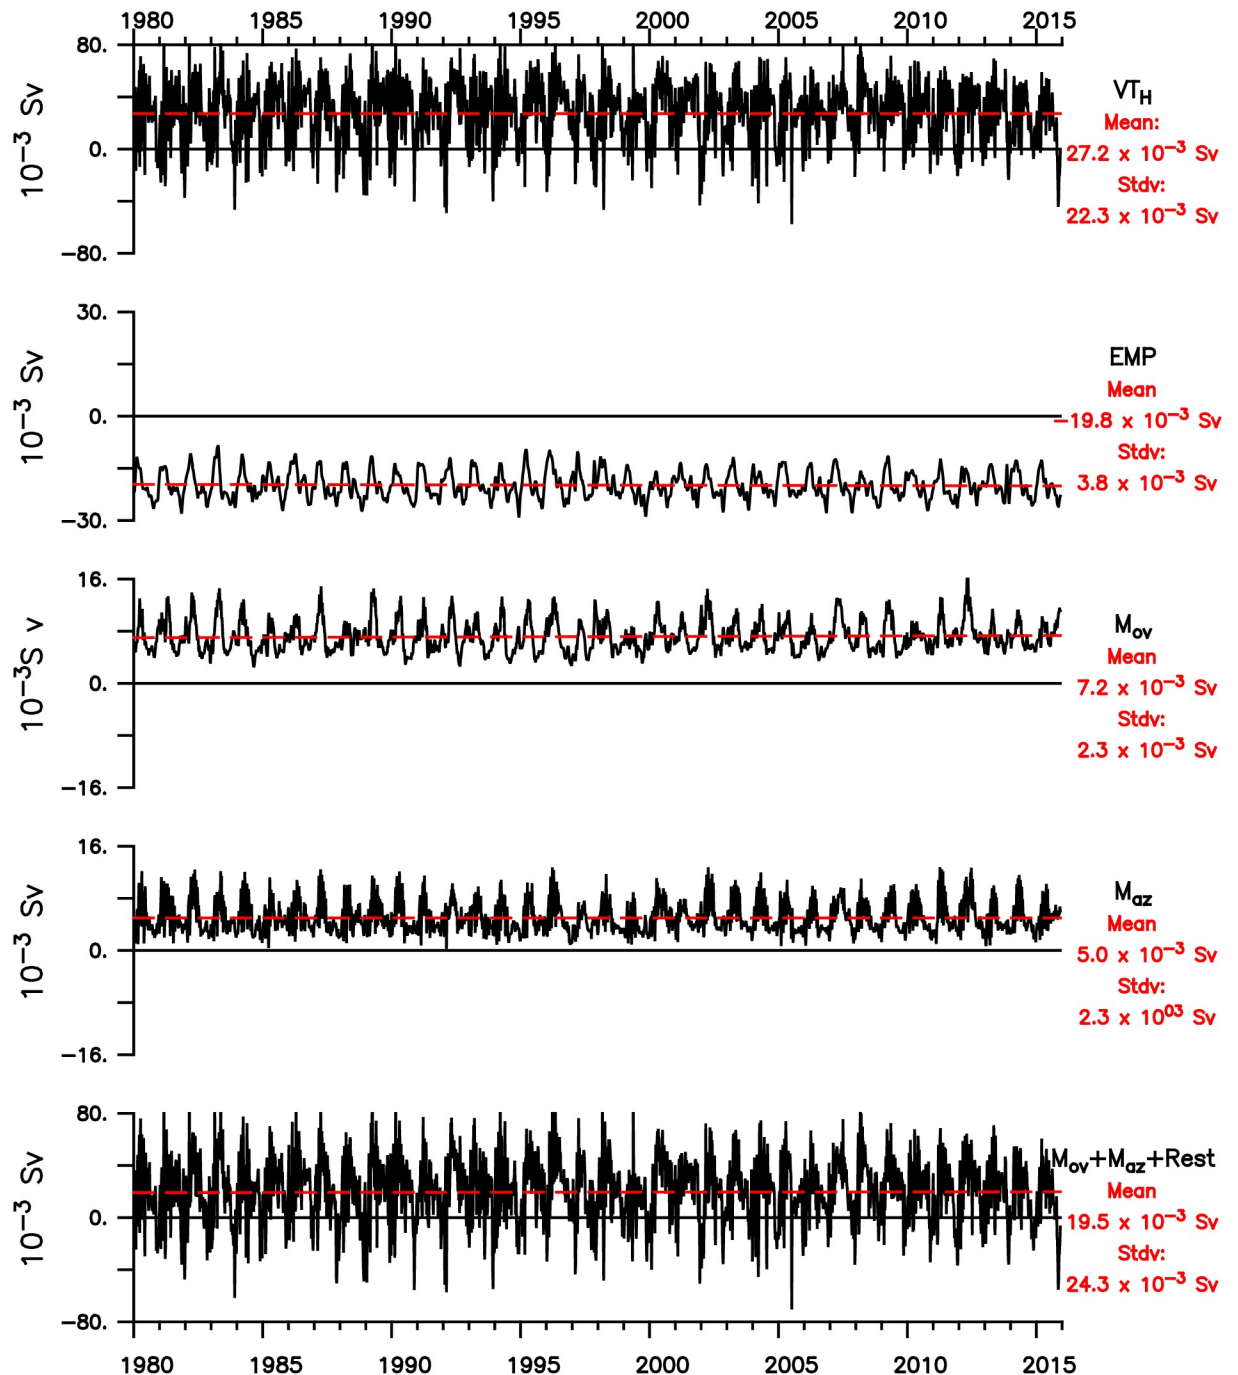 1980 1985 1990 1995 2000 2005 2010 2015
80.
0.
−80.
10⁻³ Sv
VT_H
Mean:
27.2 x 10⁻³ Sv
Stdv:
22.3 x 10⁻³ Sv
30.
0.
−30.
10⁻³ Sv
EMP
Mean
−19.8 x 10⁻³ Sv
Stdv:
3.8 x 10⁻³ Sv
16.
0.
−16.
10⁻³S v
M_ov
Mean
7.2 x 10⁻³ Sv
Stdv:
2.3 x 10⁻³ Sv
16.
0.
−16.
10⁻³ Sv
M_az
Mean
5.0 x 10⁻³ Sv
Stdv:
2.3 x 10⁰³ Sv
80.
0.
−80.
10⁻³ Sv
M_ov+M_az+Rest
Mean
19.5 x 10⁻³ Sv
Stdv:
24.3 x 10⁻³ Sv
1980 1985 1990 1995 2000 2005 2010 2015